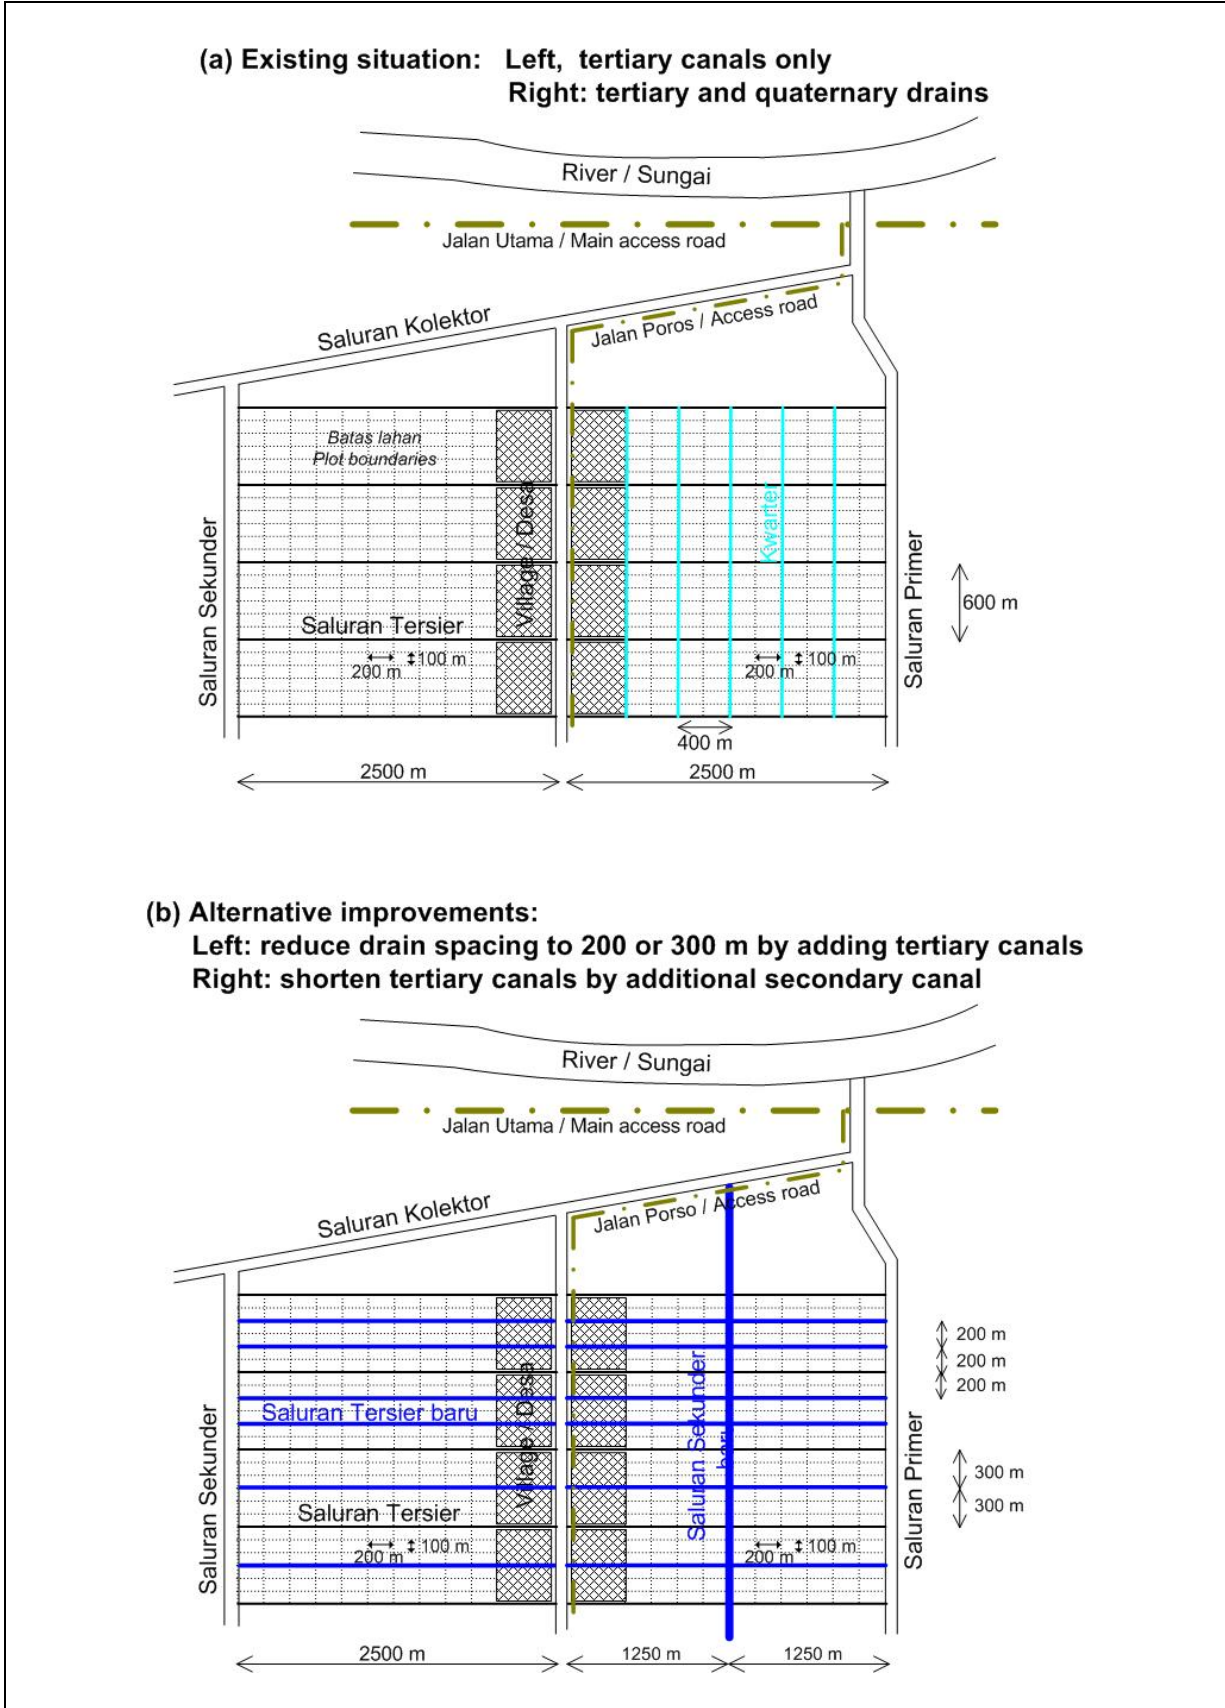 (a) Existing situation: Left, tertiary canals only
Right: tertiary and quaternary drains
River / Sungai
Jalan Utama / Main access road
Saluran Kolektor
Jalan Poros / Access road
Batas lahan
Plot boundaries
Saluran Sekunder
Village / Desa
Kwarter
Saluran Primer
600 m
Saluran Tersier
200 m
100 m
200 m
100 m
400 m
2500 m
2500 m
(b) Alternative improvements:
Left: reduce drain spacing to 200 or 300 m by adding tertiary canals
Right: shorten tertiary canals by additional secondary canal
River / Sungai
Jalan Utama / Main access road
Saluran Kolektor
Jalan Porso / Access road
200 m
200 m
200 m
Saluran Sekunder
Saluran Tersier baru
Village / Desa
Saluran Sekunder
baru
Saluran Primer
300 m
300 m
Saluran Tersier
200 m
100 m
200 m
100 m
2500 m
1250 m
1250 m